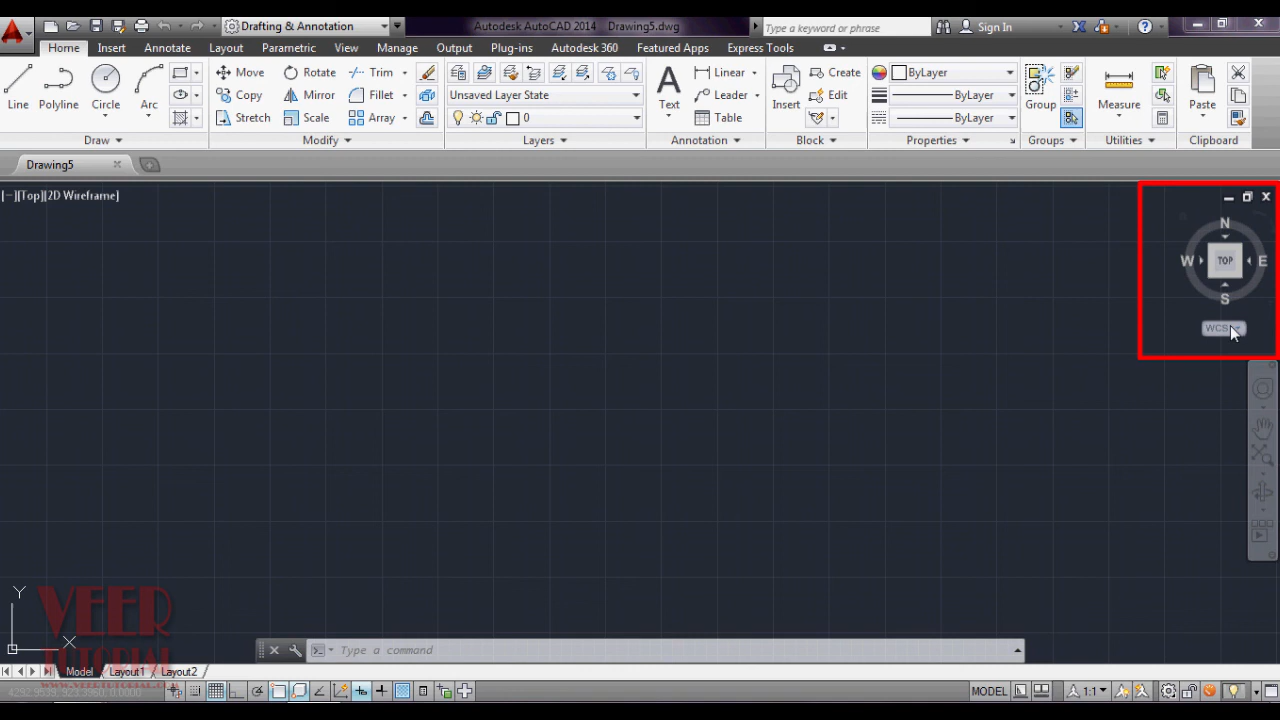 Drafting & Annotation
Autodesk AutoCAD 2014 Drawing5.dwg
Type a keyword or phrase
Sign In
Home Insert Annotate Layout Parametric View Manage Output Plug-ins Autodesk 360 Featured Apps Express Tools
Move Rotate Trim
Linear Create ByLayer
Line Polyline Circle Arc
Copy Mirror Fillet
Unsaved Layer State
Text Leader Insert Edit ByLayer Group Measure Paste
Stretch Scale Array
0
Table ByLayer
Draw Modify Layers Annotation Block Properties Groups Utilities Clipboard
Drawing5
[−][Top][2D Wireframe]
N
W TOP E
S
WCS
Y
VEER
X
TUTORIAL
Type a command
Model Layout1 Layout2
MODEL 1:1